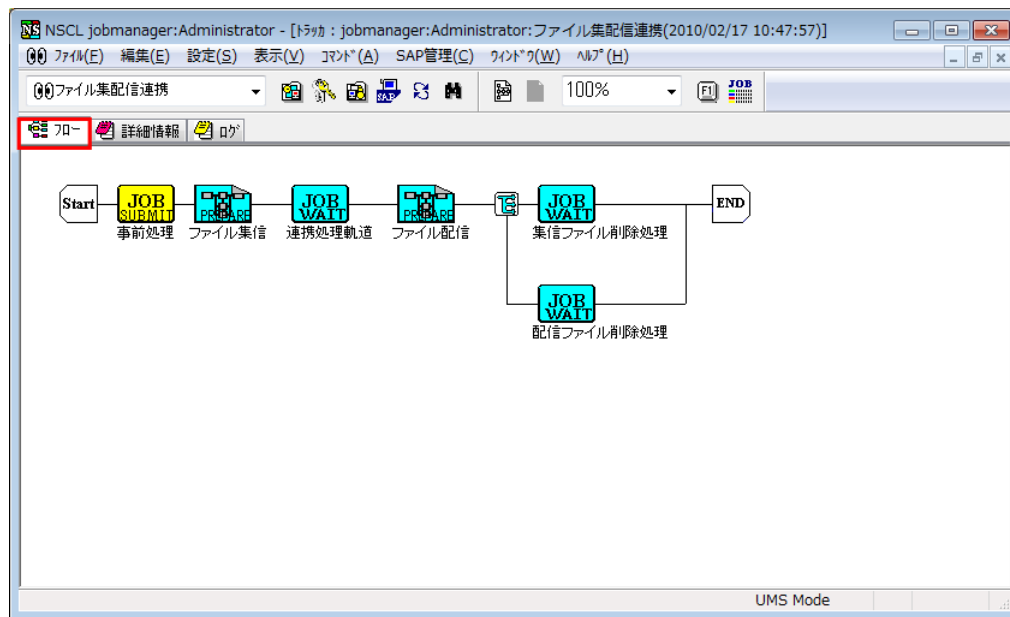 NS NSCL jobmanager:Administrator - [ﾄﾗｯｶ : jobmanager:Administrator:ファイル集配信連携(2010/02/17 10:47:57)]
ﾌｧｲﾙ(F) 編集(E) 設定(S) 表示(V) ｺﾏﾝﾄﾞ(A) SAP管理(C) ｳｨﾝﾄﾞｳ(W) ﾍﾙﾌﾟ(H)
ファイル集配信連携 SAP 100% F1 JOB
ﾌﾛｰ 詳細情報 ﾛｸﾞ
Start JOB SUBMIT PREPARE JOB WAIT PREPARE JOB WAIT END
事前処理 ファイル集信 連携処理軌道 ファイル配信 集信ファイル削除処理
JOB WAIT
配信ファイル削除処理
UMS Mode